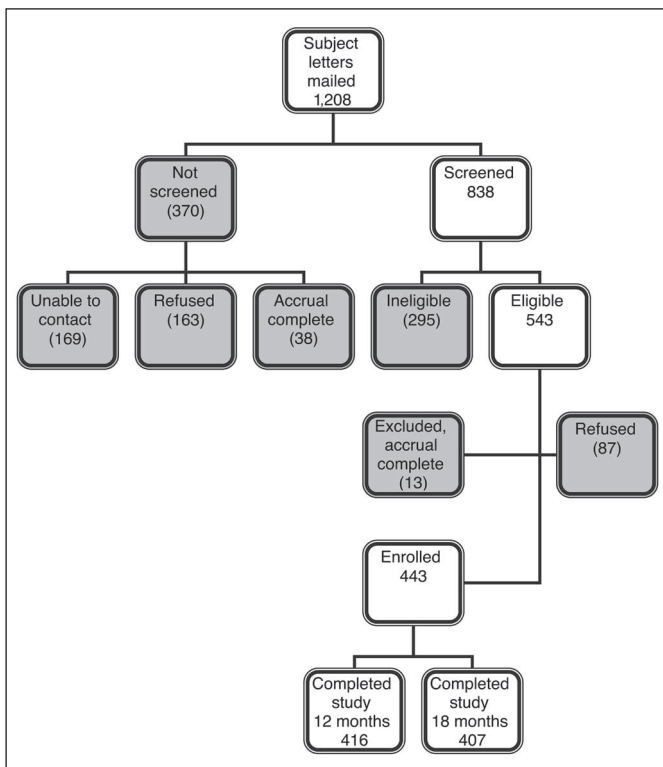 Subject
letters
mailed
1,208
Not
screened
(370)
Screened
838
Unable to
contact
(169)
Refused
(163)
Accrual
complete
(38)
Ineligible
(295)
Eligible
543
Excluded,
accrual
complete
(13)
Refused
(87)
Enrolled
443
Completed
study
12 months
416
Completed
study
18 months
407